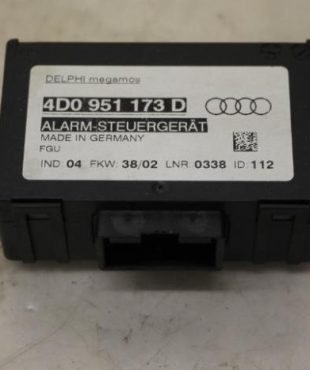 DELPHI megamos
4D0 951 173 D
ALARM-STEUERGERÄT
MADE IN GERMANY
FGU
IND: 04 FKW: 38/02 LNR: 0338 ID: 112